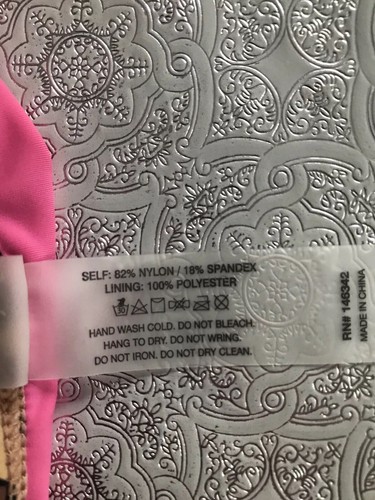 SELF: 82% NYLON / 18% SPANDEX
LINING: 100% POLYESTER
HAND WASH COLD. DO NOT BLEACH.
HANG TO DRY. DO NOT WRING.
DO NOT IRON. DO NOT DRY CLEAN.
RN# 146342
MADE IN CHINA